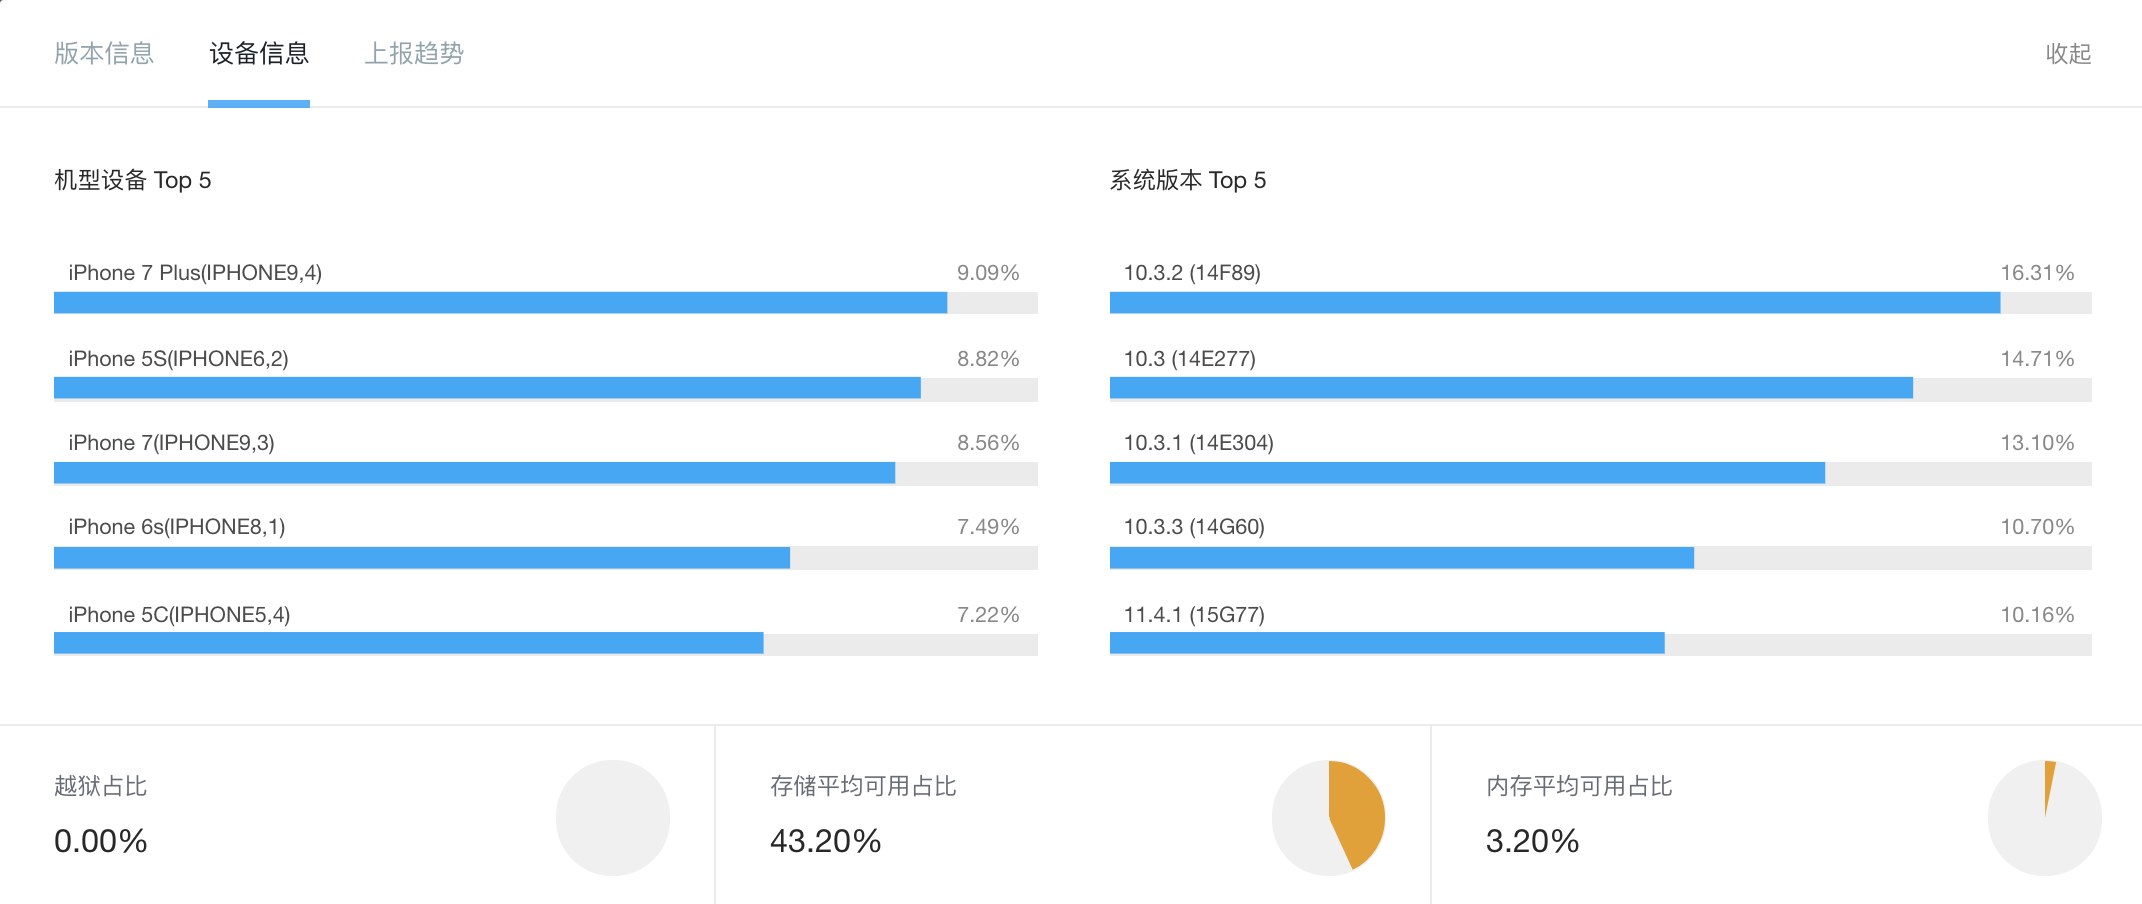 版本信息 设备信息 上报趋势 收起
机型设备 Top 5
iPhone 7 Plus(IPHONE9,4) 9.09%
iPhone 5S(IPHONE6,2) 8.82%
iPhone 7(IPHONE9,3) 8.56%
iPhone 6s(IPHONE8,1) 7.49%
iPhone 5C(IPHONE5,4) 7.22%
系统版本 Top 5
10.3.2 (14F89) 16.31%
10.3 (14E277) 14.71%
10.3.1 (14E304) 13.10%
10.3.3 (14G60) 10.70%
11.4.1 (15G77) 10.16%
越狱占比
0.00%
存储平均可用占比
43.20%
内存平均可用占比
3.20%